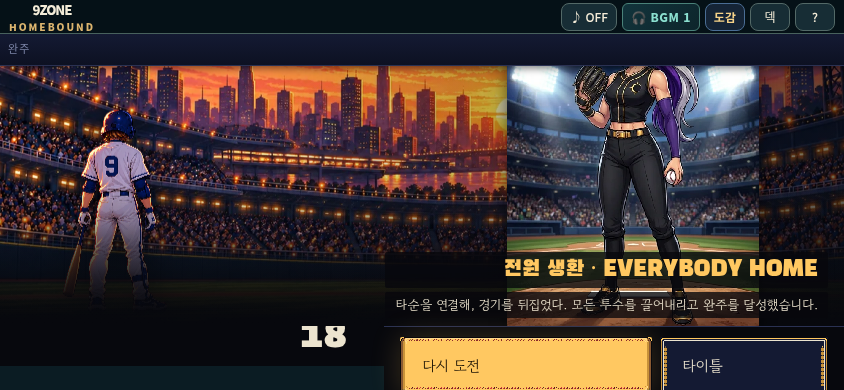 9ZONE
HOMEBOUND
♪ OFF
🎧 BGM 1
도감
덱
?
완주
9
전원 생환 · EVERYBODY HOME
타순을 연결해, 경기를 뒤집었다. 모든 투수를 끌어내리고 완주를 달성했습니다.
18
다시 도전
타이틀